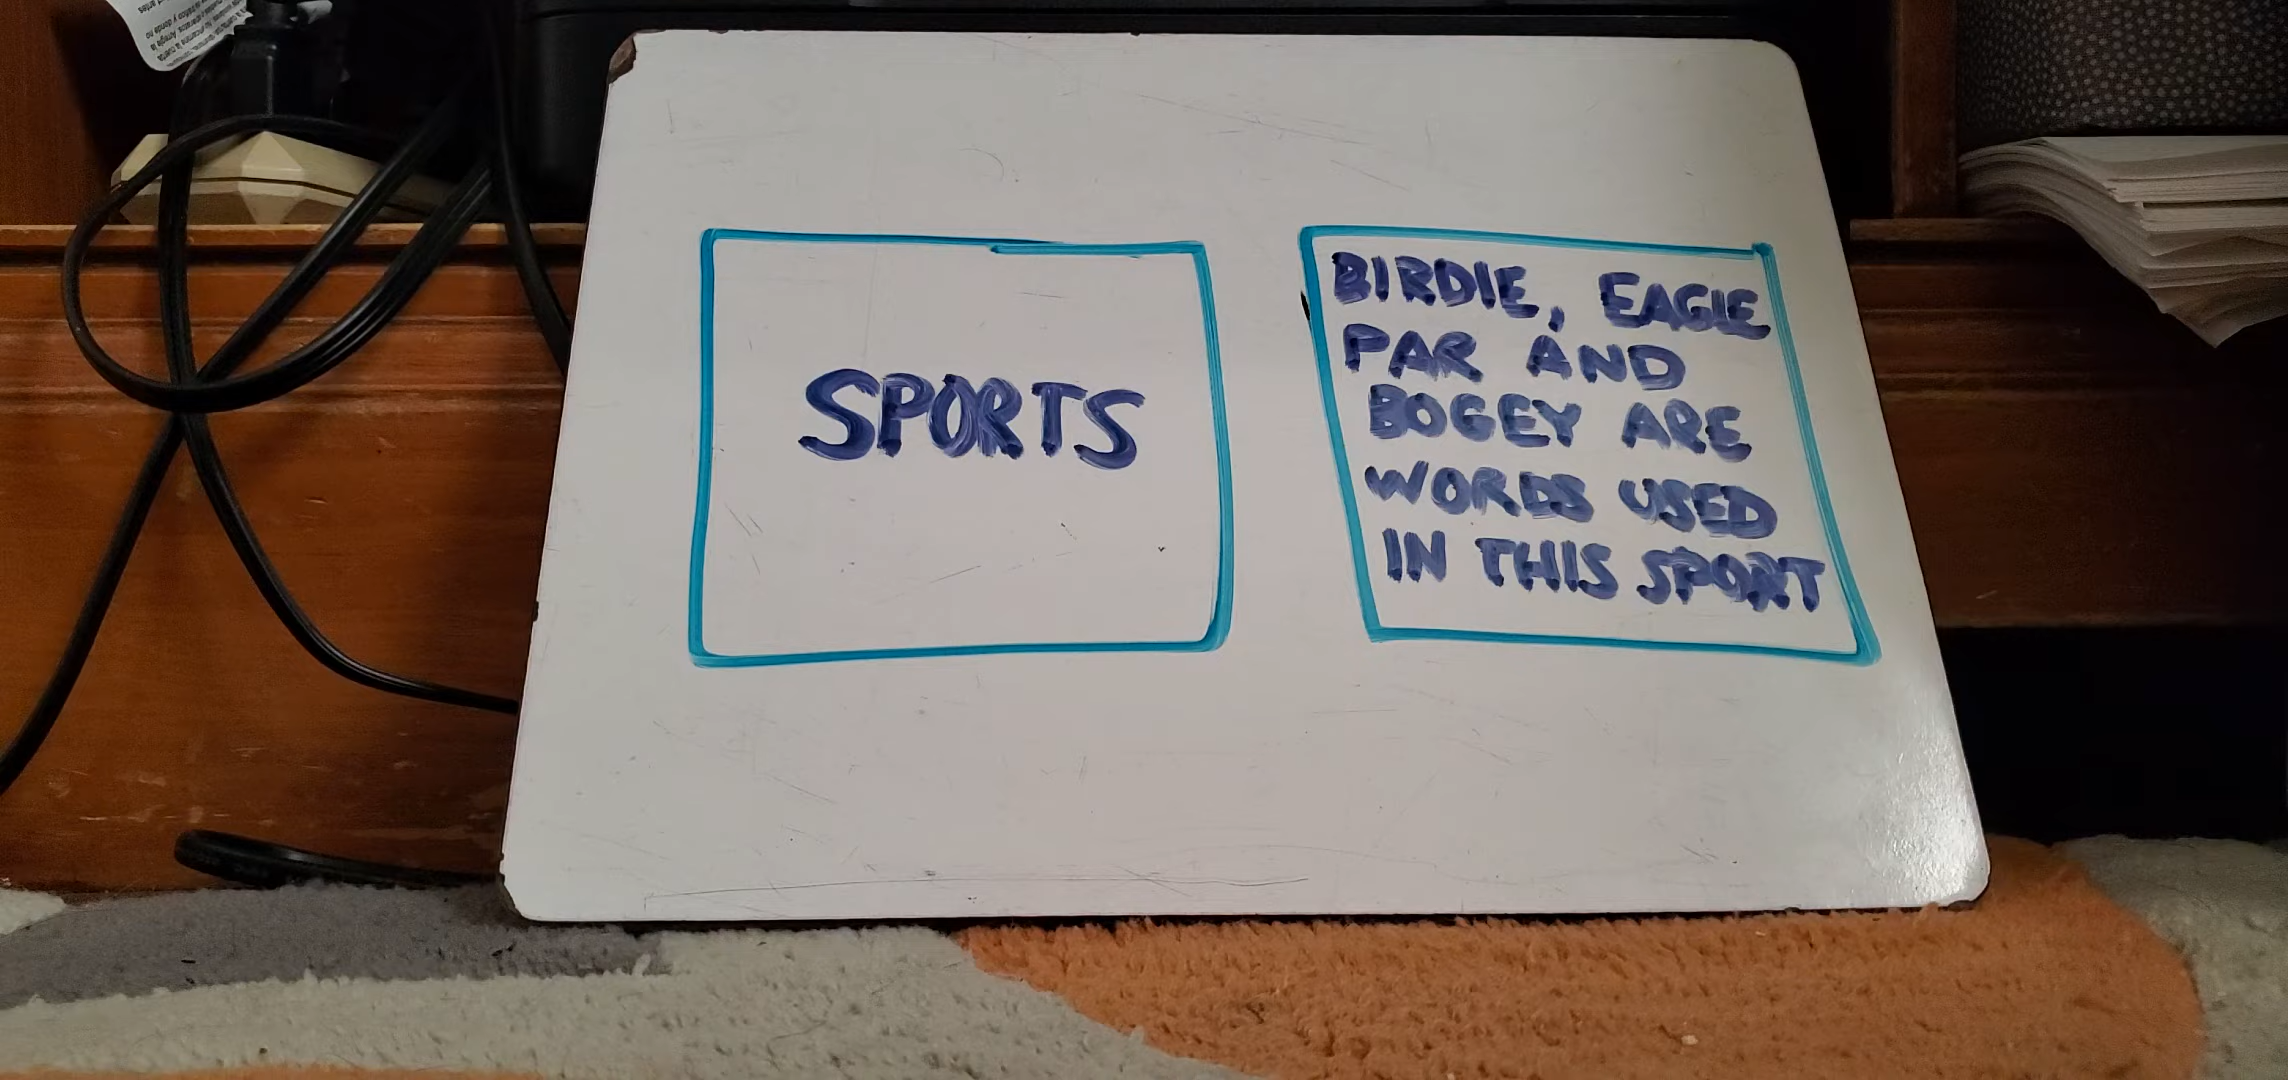 SPORTS
BIRDIE, EAGLE
PAR AND
BOGEY ARE
WORDS USED
IN THIS SPORT